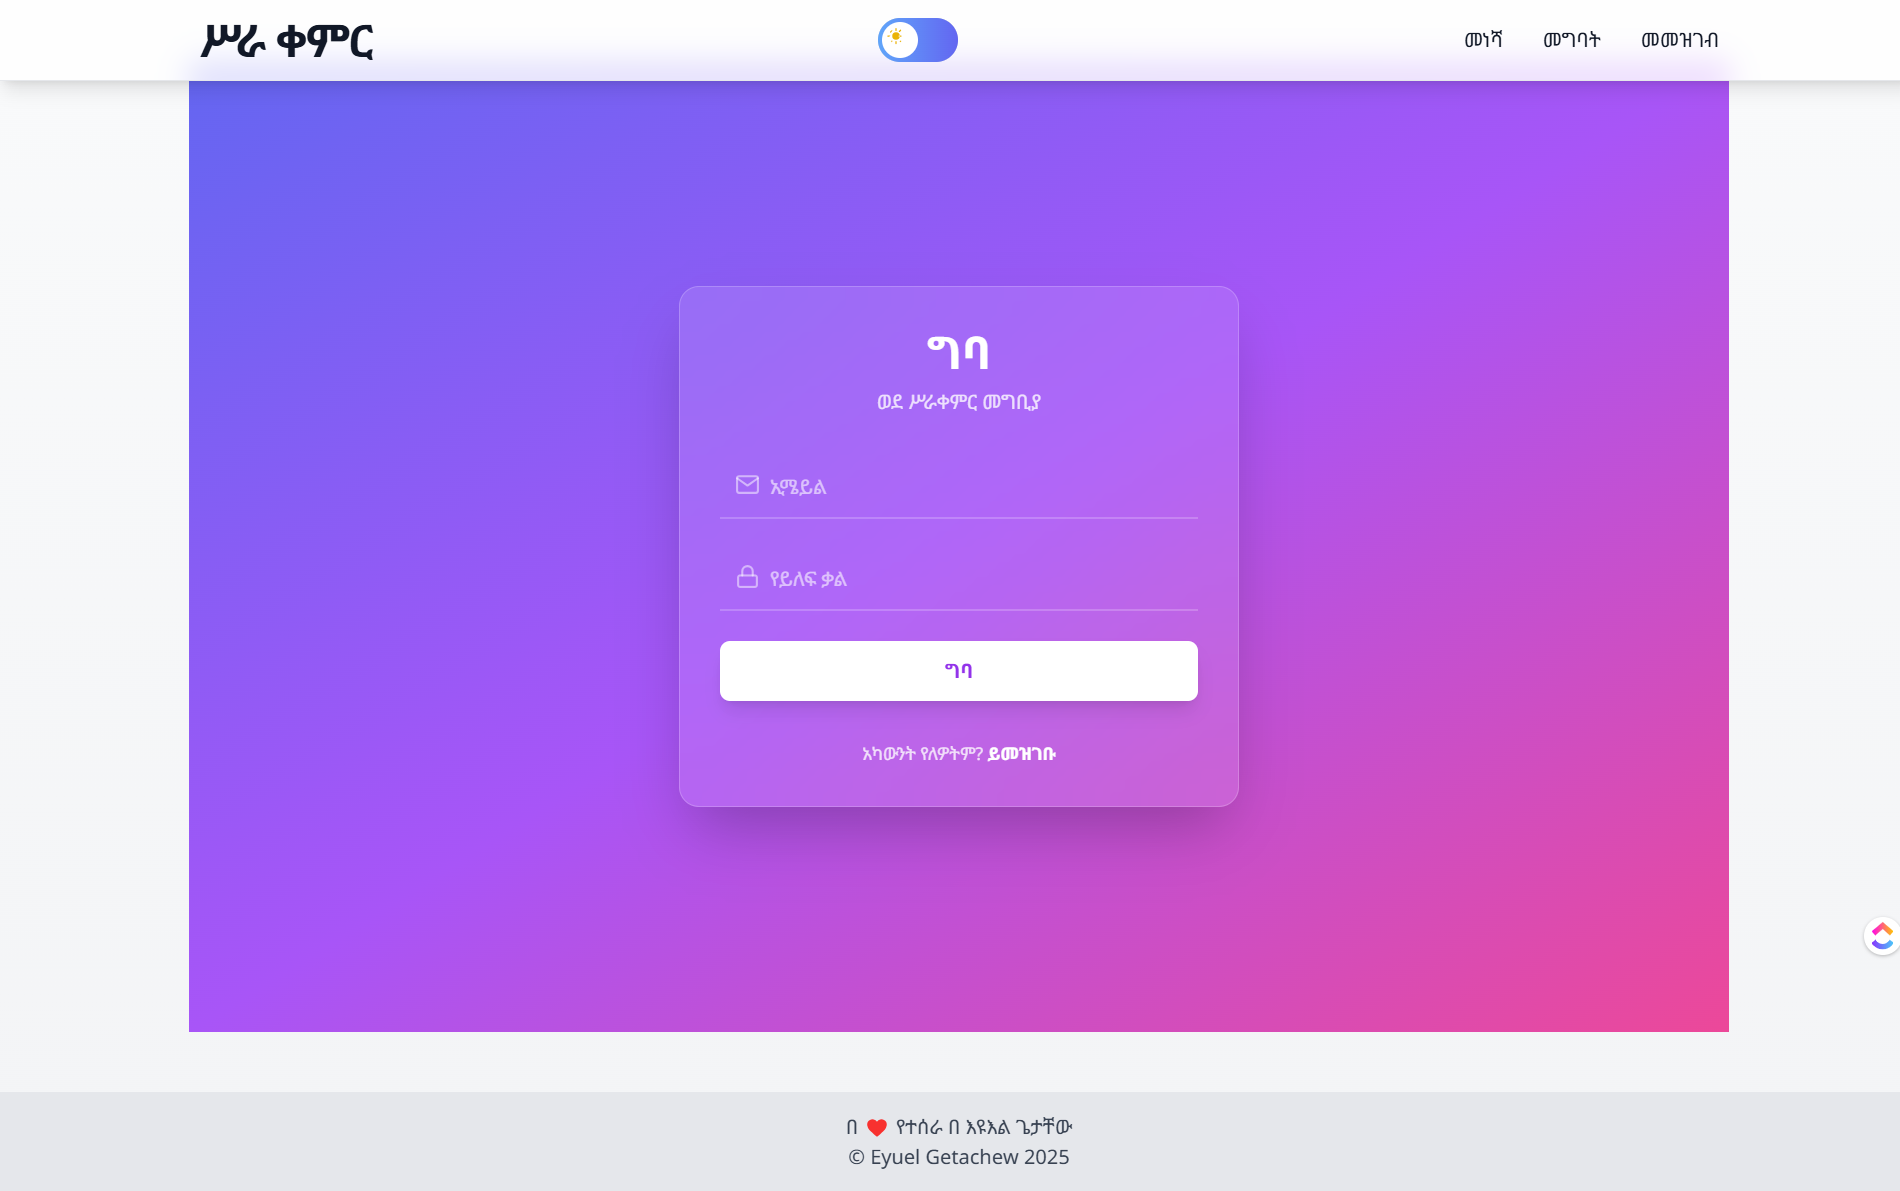 ሥራ ቀምር
መነሻ መግባት መመዝገብ
ግባ
ወደ ሥራቀምር መግቢያ
ኢሜይል
የይለፍ ቃል
ግባ
አካውንት የለዎትም? ይመዝገቡ
በ ❤️ የተሰራ በ እዩኤል ጌታቸው
© Eyuel Getachew 2025